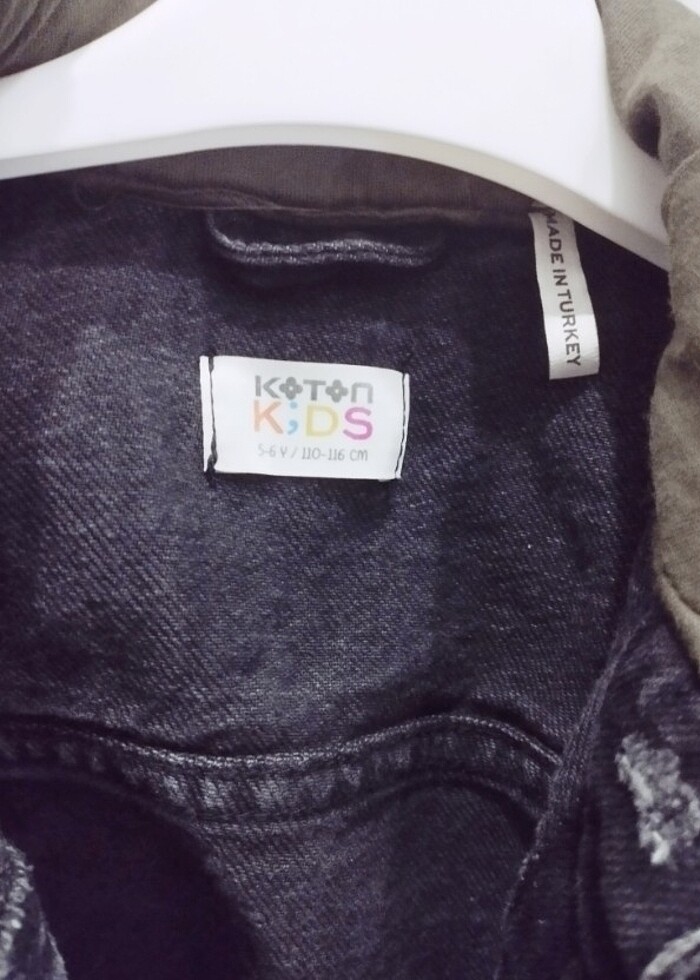 MADE IN TURKEY
KOTON
KIDS
5-6 Y / 110-116 CM